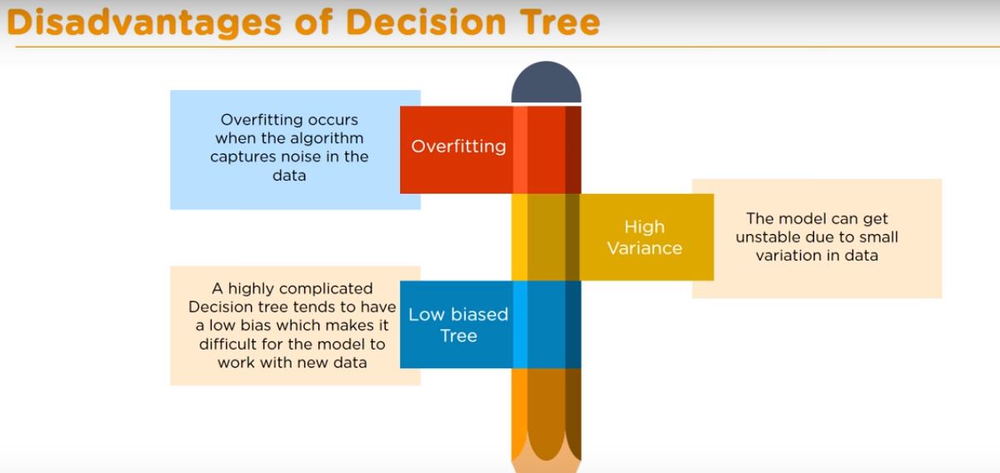 Disadvantages of Decision Tree
Overfitting occurs
when the algorithm
captures noise in the
data
Overfitting
High
Variance
The model can get
unstable due to small
variation in data
A highly complicated
Decision tree tends to have
a low bias which makes it
difficult for the model to
work with new data
Low biased
Tree